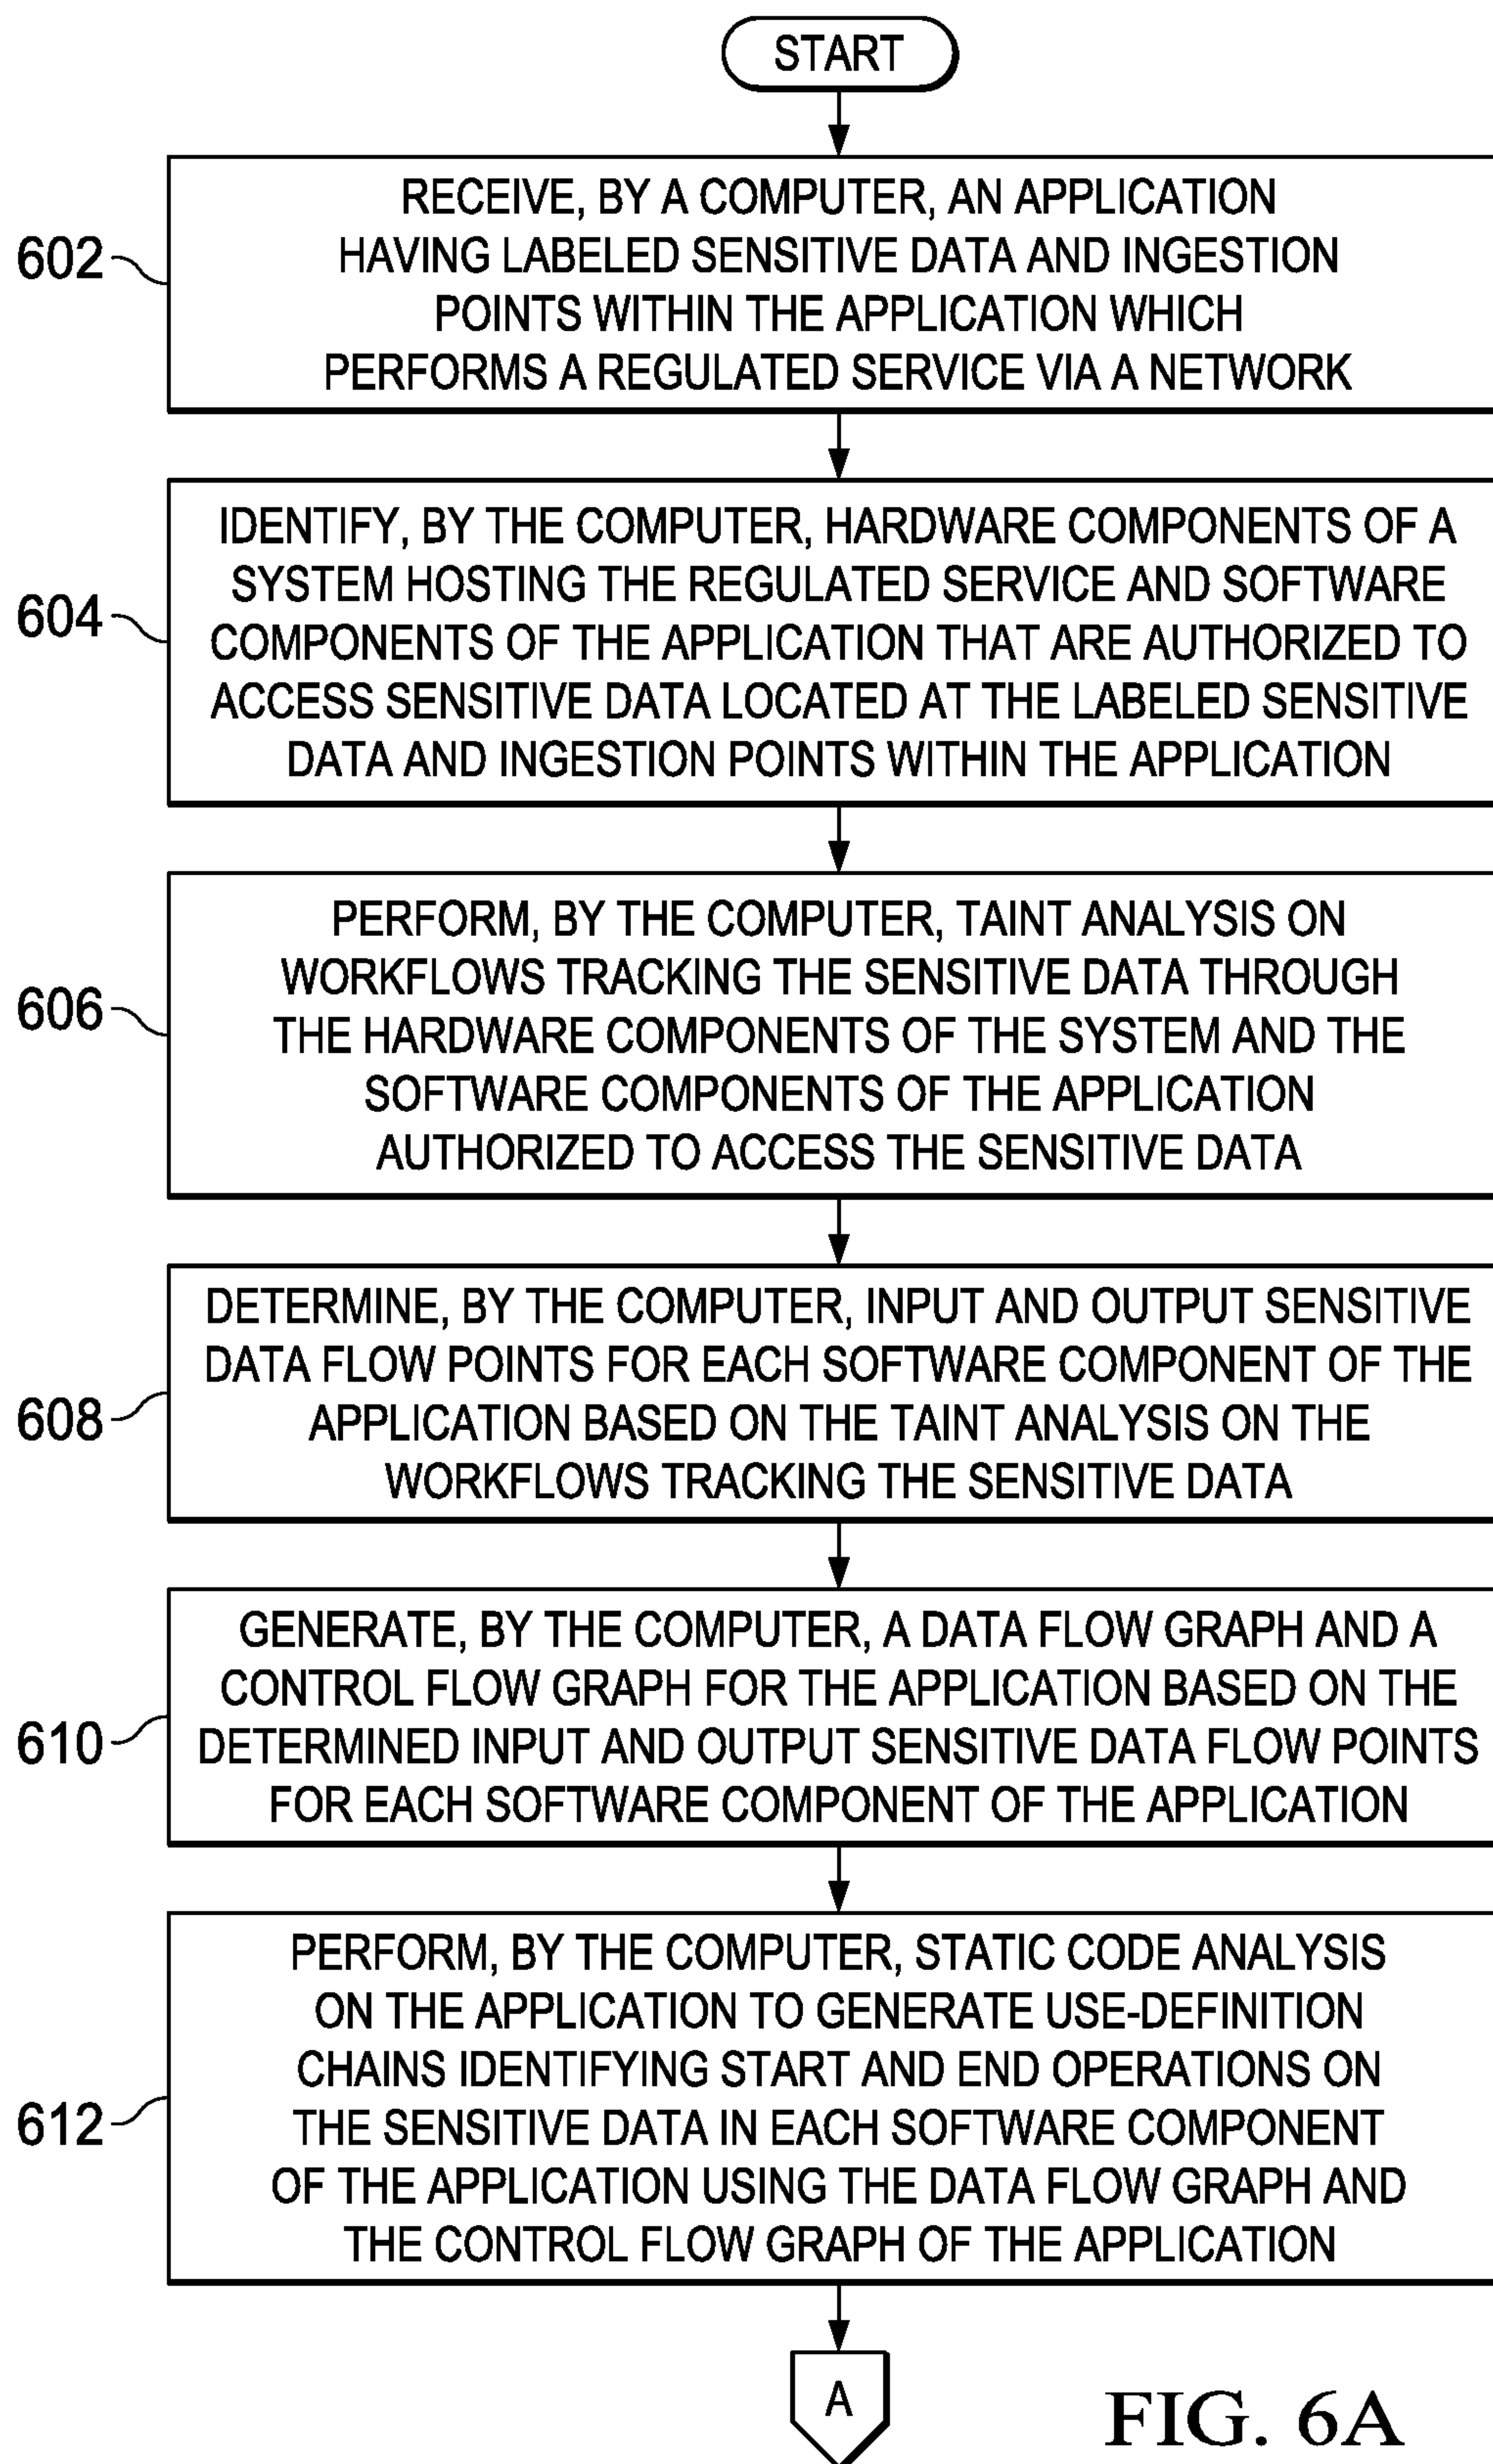 START
RECEIVE, BY A COMPUTER, AN APPLICATION
HAVING LABELED SENSITIVE DATA AND INGESTION
POINTS WITHIN THE APPLICATION WHICH
PERFORMS A REGULATED SERVICE VIA A NETWORK
602
IDENTIFY, BY THE COMPUTER, HARDWARE COMPONENTS OF A
SYSTEM HOSTING THE REGULATED SERVICE AND SOFTWARE
COMPONENTS OF THE APPLICATION THAT ARE AUTHORIZED TO
ACCESS SENSITIVE DATA LOCATED AT THE LABELED SENSITIVE
DATA AND INGESTION POINTS WITHIN THE APPLICATION
604
PERFORM, BY THE COMPUTER, TAINT ANALYSIS ON
WORKFLOWS TRACKING THE SENSITIVE DATA THROUGH
THE HARDWARE COMPONENTS OF THE SYSTEM AND THE
SOFTWARE COMPONENTS OF THE APPLICATION
AUTHORIZED TO ACCESS THE SENSITIVE DATA
606
DETERMINE, BY THE COMPUTER, INPUT AND OUTPUT SENSITIVE
DATA FLOW POINTS FOR EACH SOFTWARE COMPONENT OF THE
APPLICATION BASED ON THE TAINT ANALYSIS ON THE
WORKFLOWS TRACKING THE SENSITIVE DATA
608
GENERATE, BY THE COMPUTER, A DATA FLOW GRAPH AND A
CONTROL FLOW GRAPH FOR THE APPLICATION BASED ON THE
DETERMINED INPUT AND OUTPUT SENSITIVE DATA FLOW POINTS
FOR EACH SOFTWARE COMPONENT OF THE APPLICATION
610
PERFORM, BY THE COMPUTER, STATIC CODE ANALYSIS
ON THE APPLICATION TO GENERATE USE-DEFINITION
CHAINS IDENTIFYING START AND END OPERATIONS ON
THE SENSITIVE DATA IN EACH SOFTWARE COMPONENT
OF THE APPLICATION USING THE DATA FLOW GRAPH AND
THE CONTROL FLOW GRAPH OF THE APPLICATION
612
A
FIG. 6A